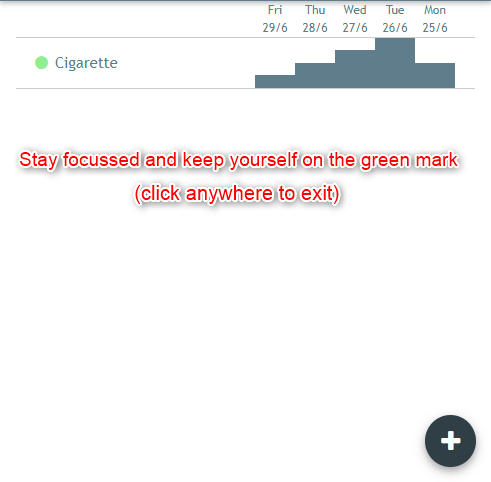 Fri Thu Wed Tue Mon
29/6 28/6 27/6 26/6 25/6
Cigarette
Stay focussed and keep yourself on the green mark
(click anywhere to exit)